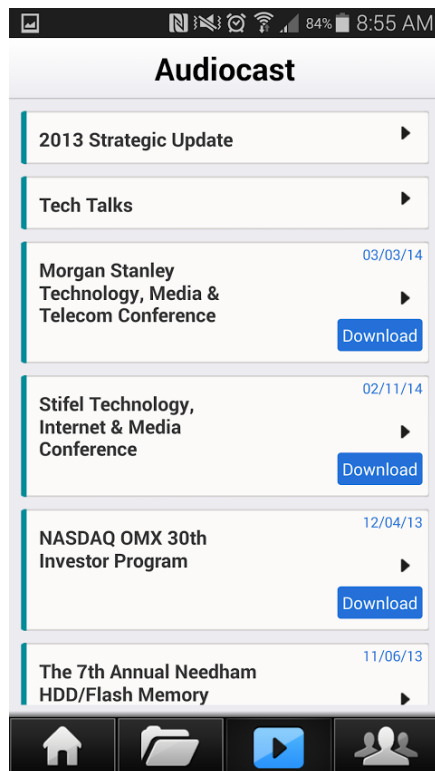 84% 8:55 AM
Audiocast
2013 Strategic Update
Tech Talks
03/03/14
Morgan Stanley
Technology, Media &
Telecom Conference
Download
02/11/14
Stifel Technology,
Internet & Media
Conference
Download
12/04/13
NASDAQ OMX 30th
Investor Program
Download
11/06/13
The 7th Annual Needham
HDD/Flash Memory